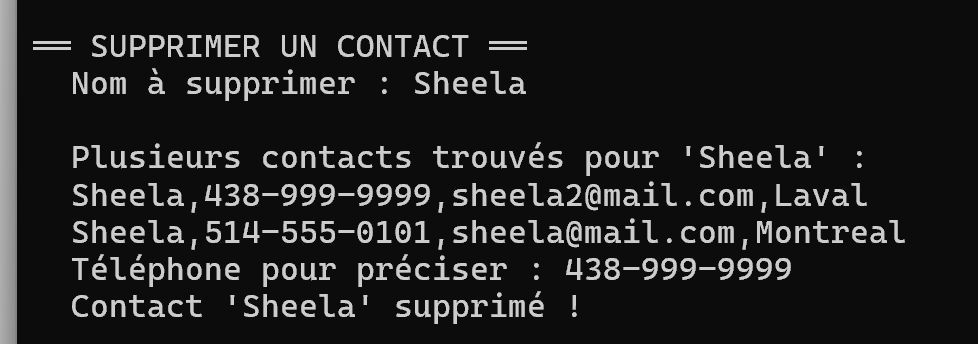 ══ SUPPRIMER UN CONTACT ══
Nom à supprimer : Sheela
Plusieurs contacts trouvés pour 'Sheela' :
Sheela,438-999-9999,sheela2@mail.com,Laval
Sheela,514-555-0101,sheela@mail.com,Montreal
Téléphone pour préciser : 438-999-9999
Contact 'Sheela' supprimé !